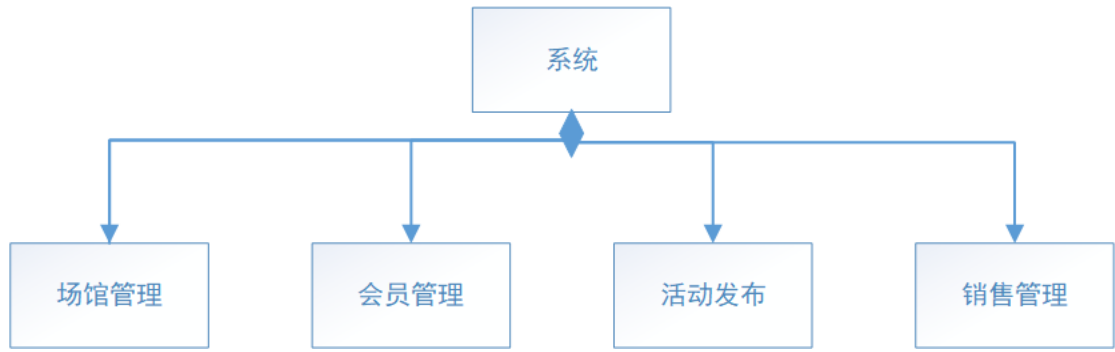 系统
场馆管理
会员管理
活动发布
销售管理